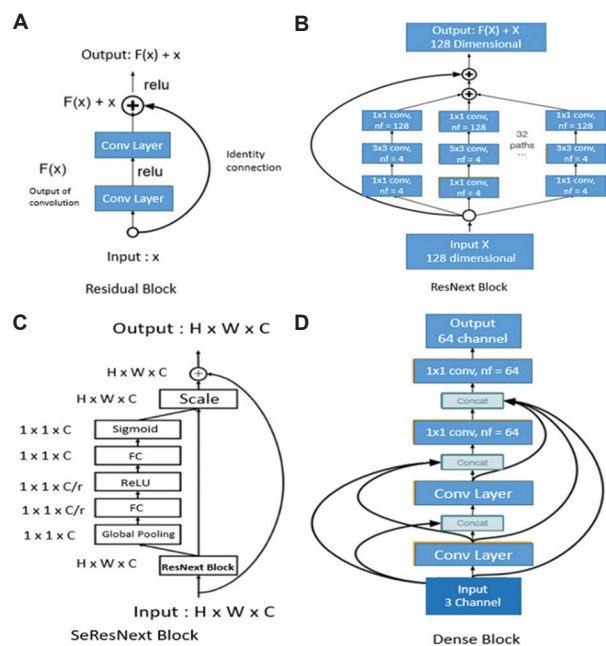 A
Output: F(x) + x
relu
F(x) + x
Conv Layer
F(x)
relu
Output of
convolution
Conv Layer
Identity
connection
Input : x
Residual Block
B
Output: F(X) + X
128 Dimensional
1x1 conv,
nf = 128
1x1 conv,
nf = 128
1x1 conv,
nf = 128
32
paths
...
3x3 conv,
nf = 4
3x3 conv,
nf = 4
3x3 conv,
nf = 4
1x1 conv,
nf = 4
1x1 conv,
nf = 4
1x1 conv,
nf = 4
Input X
128 dimensional
ResNext Block
C
Output : H x W x C
H x W x C
H x W x C
Scale
1 x 1 x C
Sigmoid
1 x 1 x C
FC
1 x 1 x C/r
ReLU
1 x 1 x C/r
FC
1 x 1 x C
Global Pooling
H x W x C
ResNext Block
Input : H x W x C
SeResNext Block
D
Output
64 channel
1x1 conv, nf = 64
Concat
1x1 conv, nf = 64
Concat
Conv Layer
Concat
Conv Layer
Input
3 Channel
Dense Block